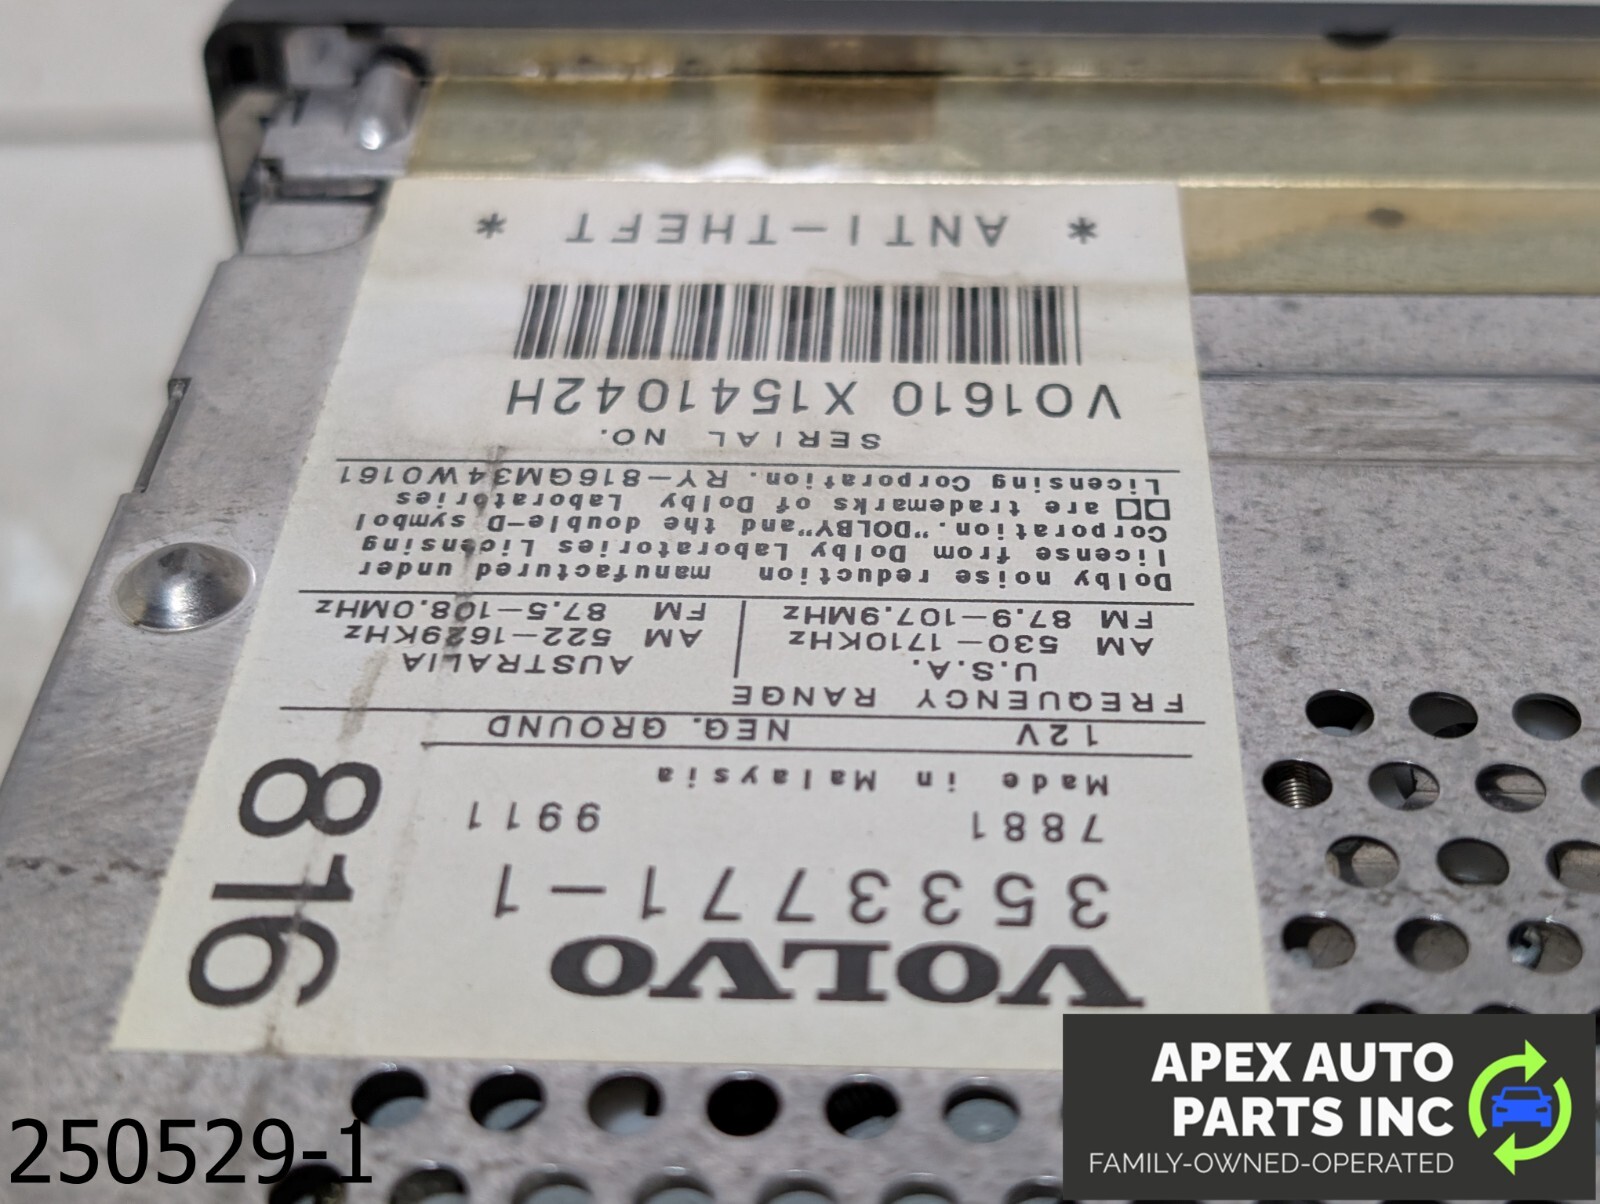 VOLVO
3533771-1
7881 9911
Made in Malaysia
816
12V NEG. GROUND
FREQUENCY RANGE
U.S.A.
AM 530-1710KHz
FM 87.9-107.9MHz
AUSTRALIA
AM 522-1629KHz
FM 87.5-108.0MHz
Dolby noise reduction manufactured under
license from Dolby Laboratories Licensing
Corporation. "DOLBY"and the double-D symbol
are trademarks of Dolby Laboratories
Licensing Corporation. RY-816GM34W0161
SERIAL NO.
VO1610 X1541042H
* ANTI-THEFT *
250529-1
APEX AUTO
PARTS INC
FAMILY-OWNED-OPERATED